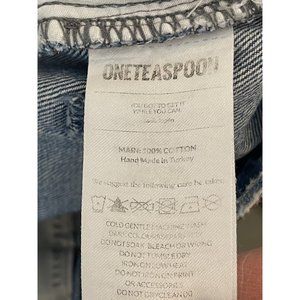 ONETEASPOON
YOU GOT TO GET IT
WHILE YOU CAN.
MAIN: 100% COTTON
Hand Made in Turkey
We suggest the following care be taken:
COLD GENTLE MACHINE WASH
DO NOT SOAK BLEACH OR WRING
DO NOT TUMBLE DRY
DO NOT IRON ON PRINT
OR ACCESSORIES
DO NOT DRYCLEAN